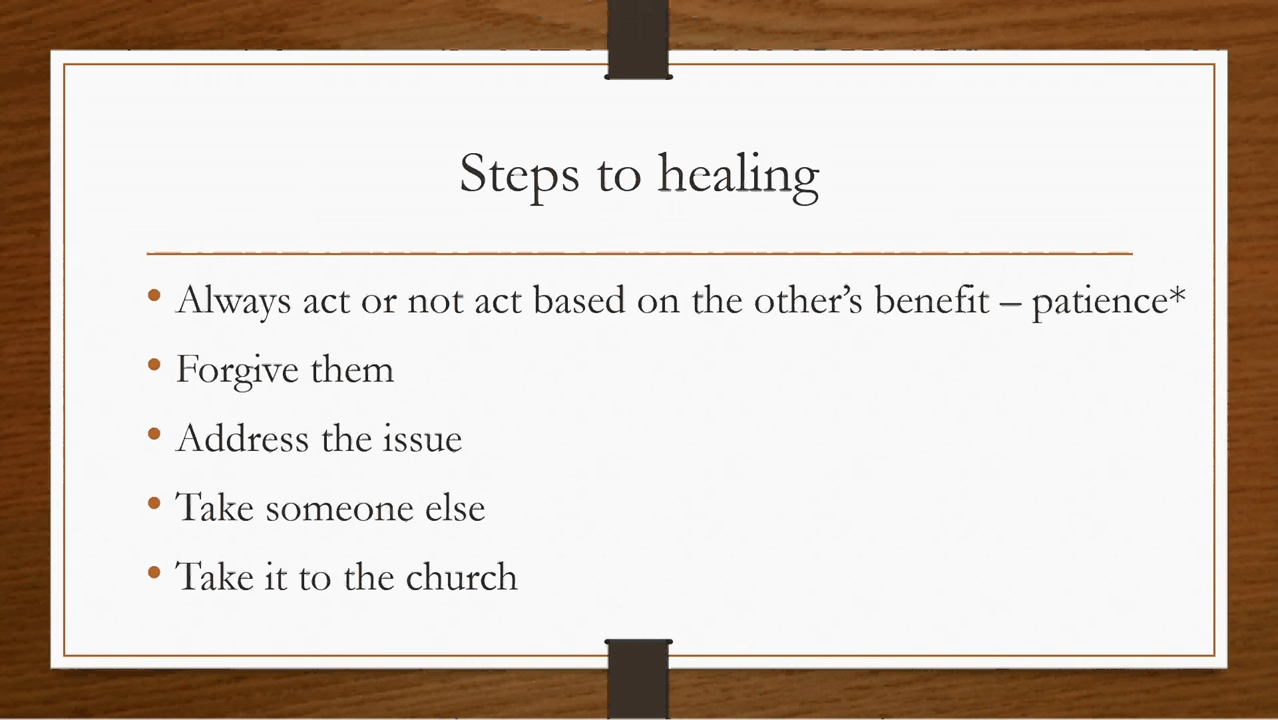 Steps to healing
• Always act or not act based on the other’s benefit – patience*
• Forgive them
• Address the issue
• Take someone else
• Take it to the church